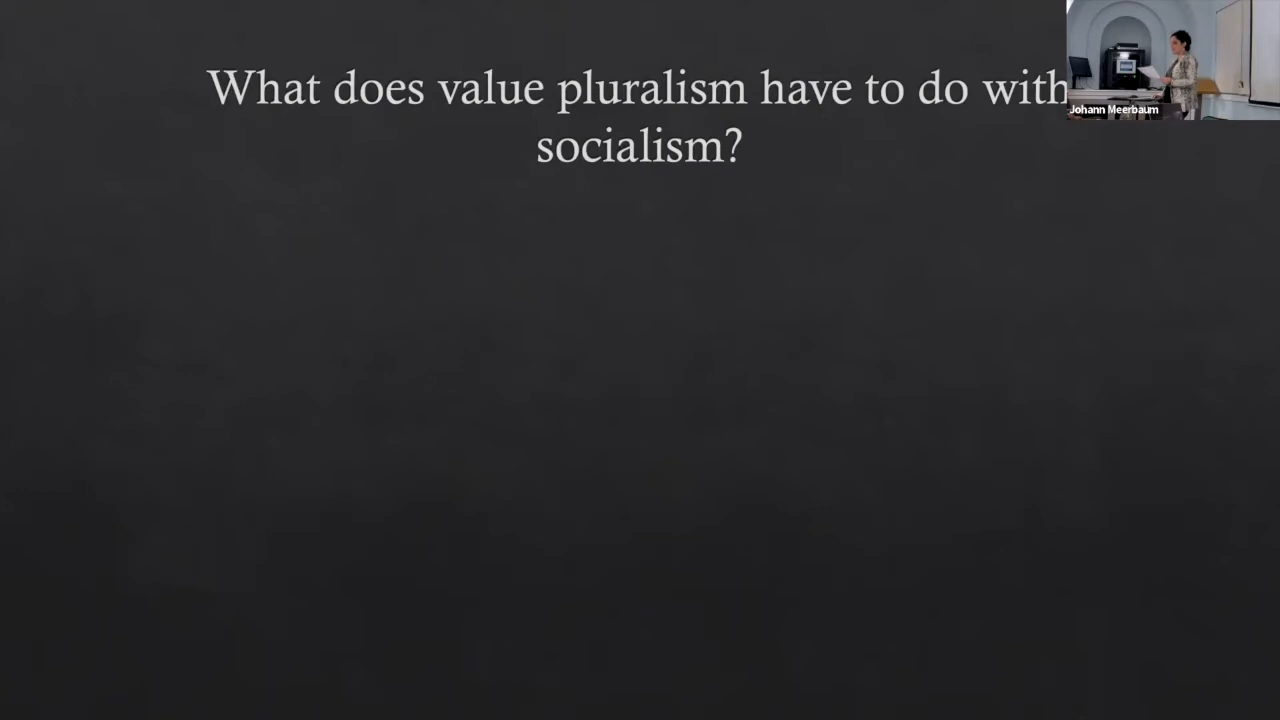 What does value pluralism have to do with
socialism?
Johann Meerbaum